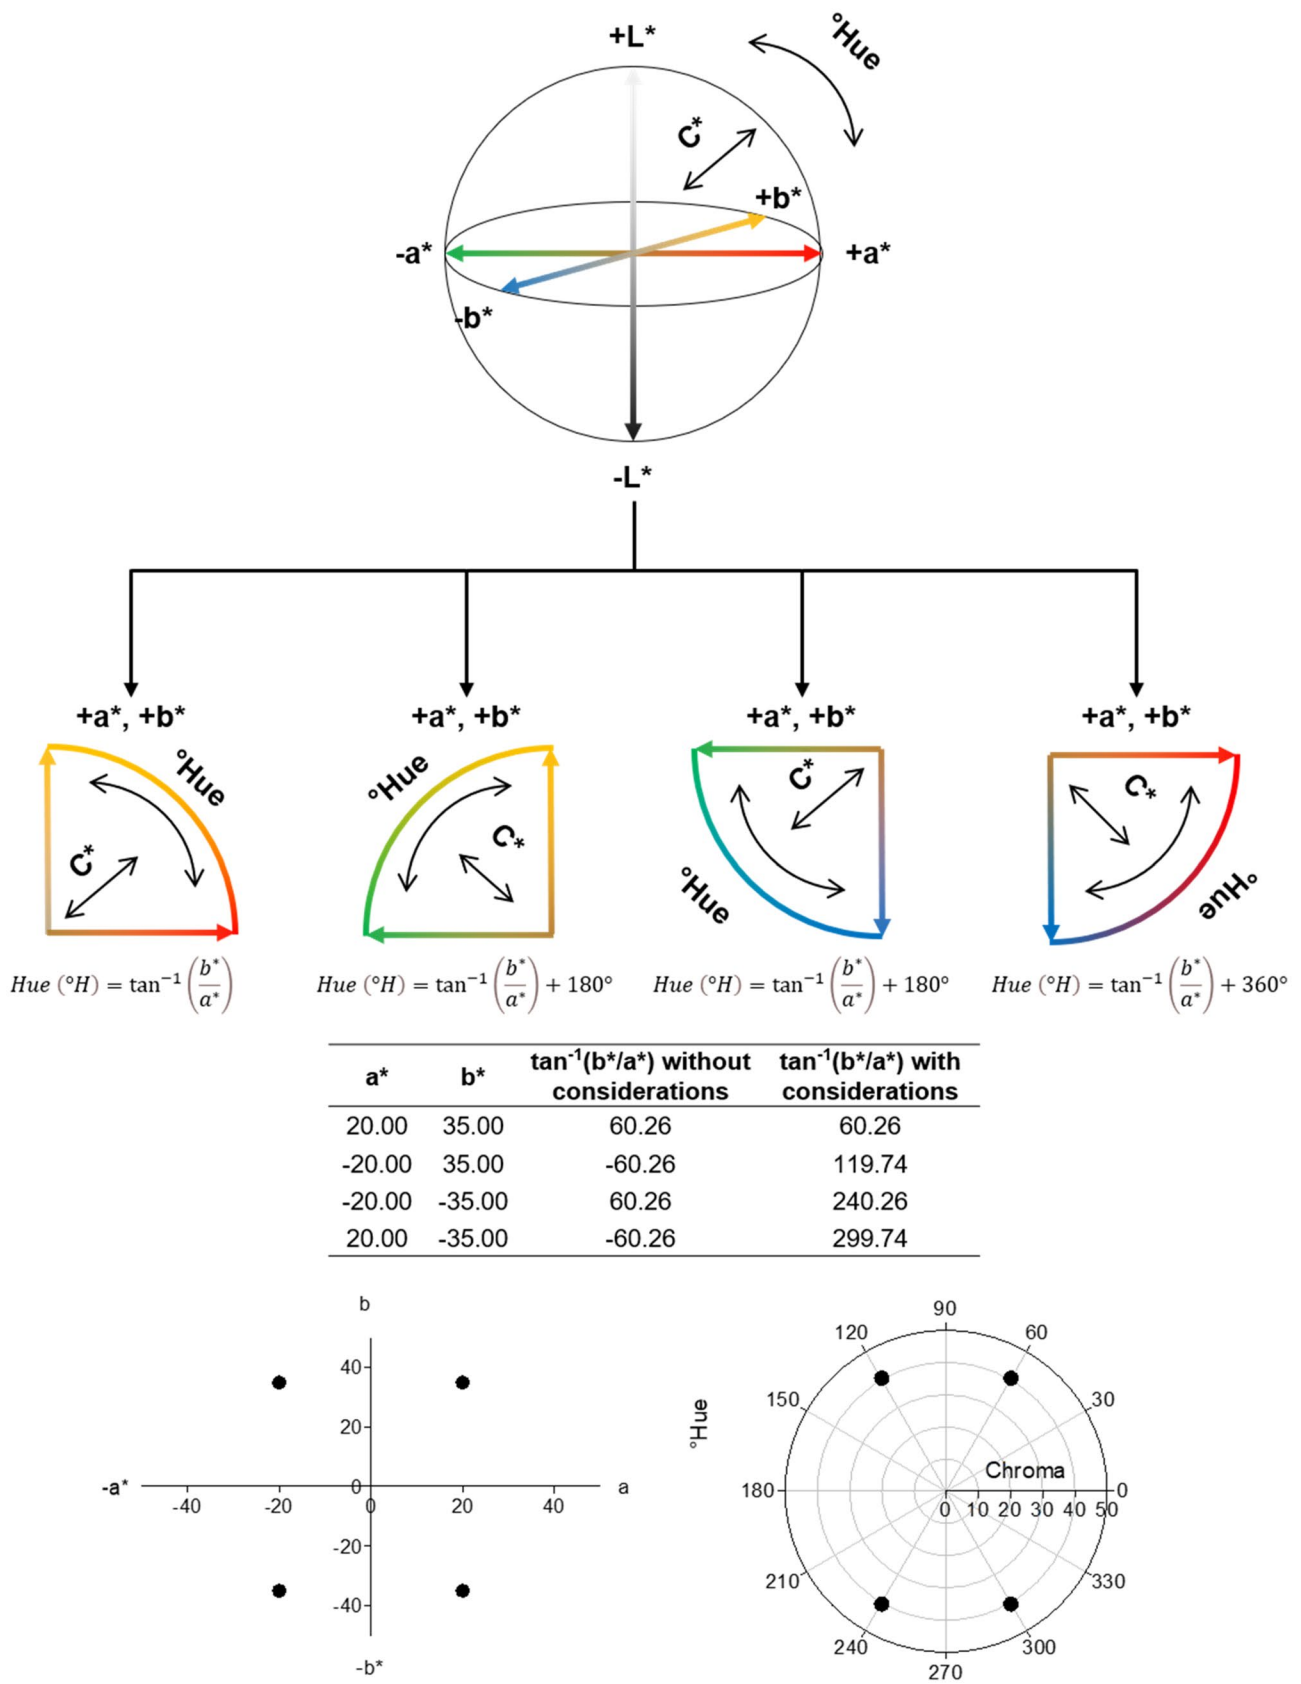 +L*
°Hue
C*
+b*
-a*
+a*
-b*
-L*
+a*, +b*
+a*, +b*
+a*, +b*
+a*, +b*
°Hue
C*
°Hue
C*
C*
°Hue
C*
°Hue
Hue (°H) = tan⁻¹(b*/a*)
Hue (°H) = tan⁻¹(b*/a*) + 180°
Hue (°H) = tan⁻¹(b*/a*) + 180°
Hue (°H) = tan⁻¹(b*/a*) + 360°
a* b* tan⁻¹(b*/a*) without considerations tan⁻¹(b*/a*) with considerations
20.00 35.00 60.26 60.26
-20.00 35.00 -60.26 119.74
-20.00 -35.00 60.26 240.26
20.00 -35.00 -60.26 299.74
b
40
20
0
-a*
a
-40 -20 0 20 40
-20
-40
-b*
90
120 60
150 30
°Hue
Chroma
180 0
0 10 20 30 40 50
210 330
240 300
270